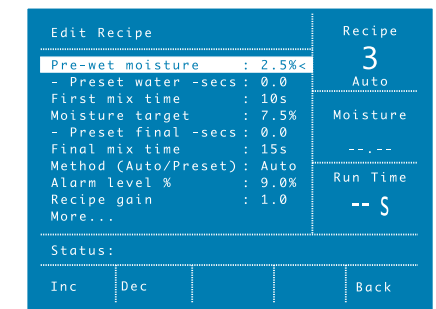 Edit Recipe
Pre-wet moisture : 2.5%<
- Preset water -secs: 0.0
First mix time : 10s
Moisture target : 7.5%
- Preset final -secs: 0.0
Final mix time : 15s
Method (Auto/Preset): Auto
Alarm level % : 9.0%
Recipe gain : 1.0
More...
Recipe
3
Auto
Moisture
--.--
Run Time
-- S
Status:
Inc Dec Back